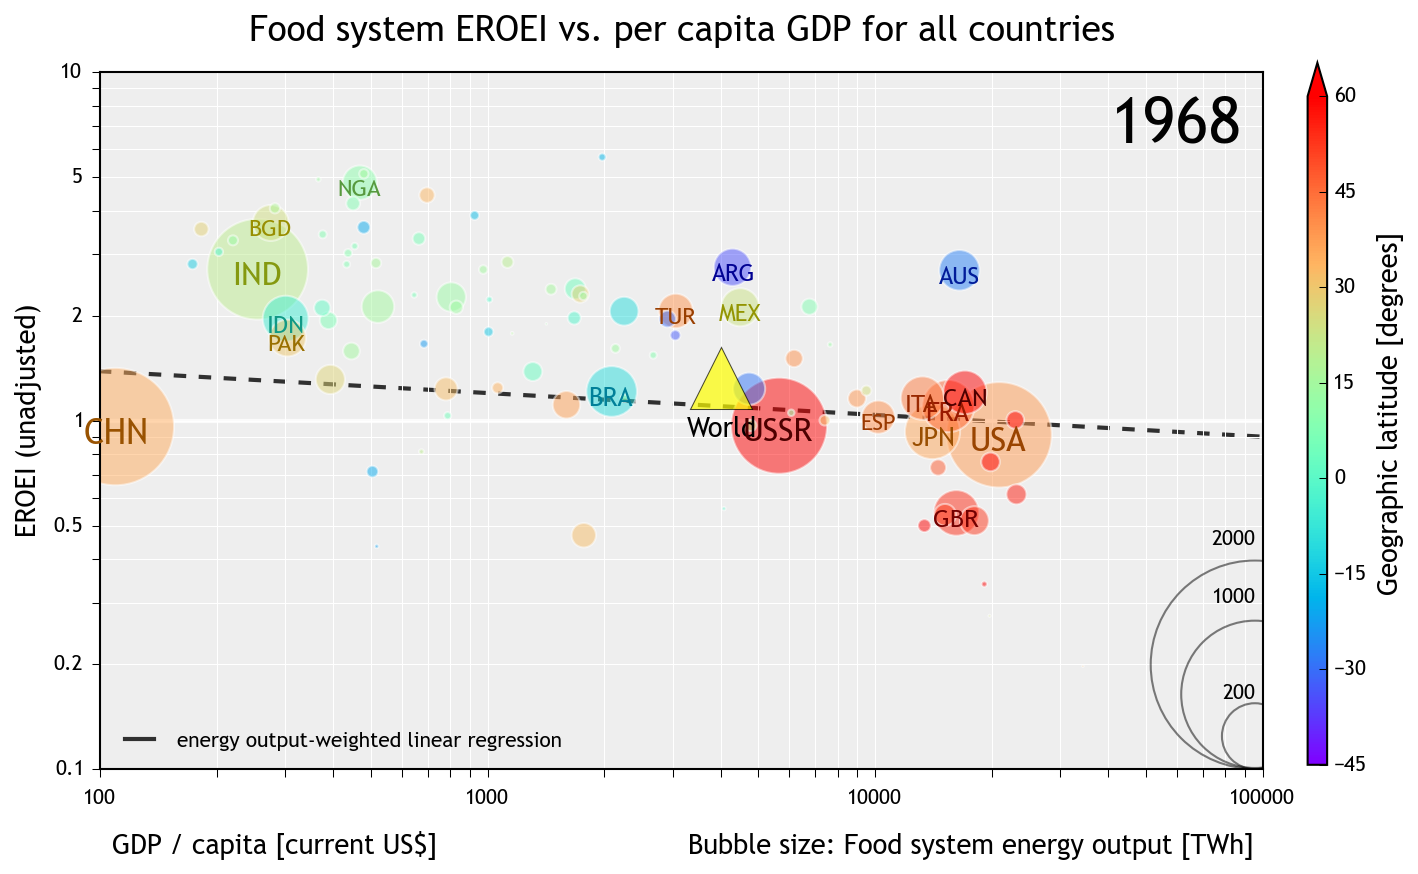 Food system EROEI vs. per capita GDP for all countries
1968
10
5
2
1
0.5
0.2
0.1
EROEI (unadjusted)
NGA
BGD
IND
IDN
PAK
CHN
BRA
TUR
ARG
MEX
AUS
World
USSR
ITA
FRA
CAN
ESP
JPN
USA
GBR
2000
1000
200
energy output-weighted linear regression
100
1000
10000
100000
GDP / capita [current US$]
Bubble size: Food system energy output [TWh]
60
45
30
15
0
−15
−30
−45
Geographic latitude [degrees]